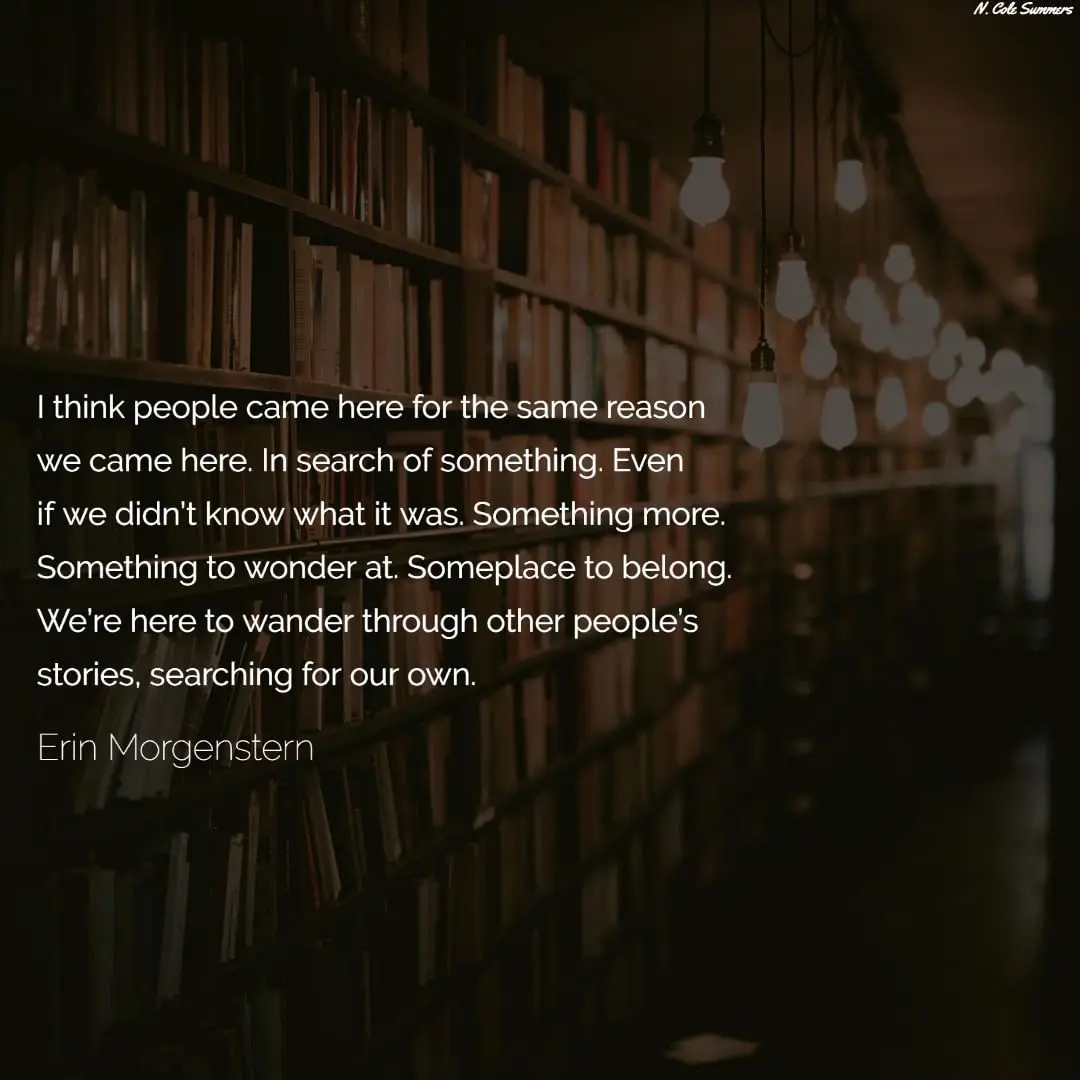 N. Cole Summers
I think people came here for the same reason
we came here. In search of something. Even
if we didn't know what it was. Something more.
Something to wonder at. Someplace to belong.
We're here to wander through other people's
stories, searching for our own.
Erin Morgenstern